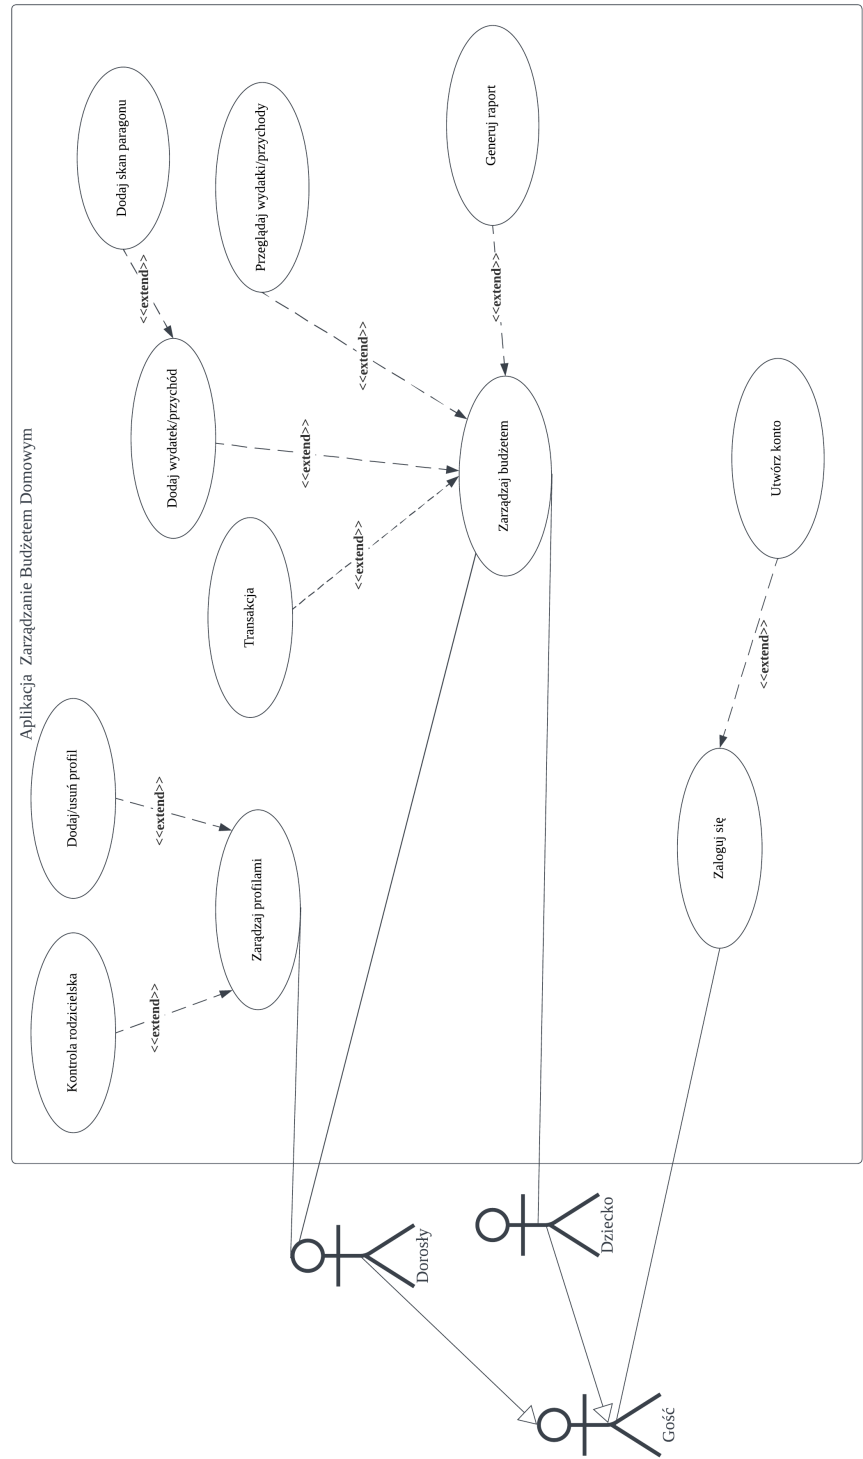 Aplikacja Zarządzanie Budżetem Domowym
Kontrola rodzicielska
Dodaj/usuń profil
Dodaj wydatek/przychód
Dodaj skan paragonu
<<extend>>
<<extend>>
<<extend>>
Zarądzaj profilami
Transakcja
Przeglądaj wydatki/przychody
<<extend>>
<<extend>>
<<extend>>
Dorosły
Zarządzaj budżetem
<<extend>>
Generuj raport
Dziecko
Gość
Zaloguj się
<<extend>>
Utwórz konto